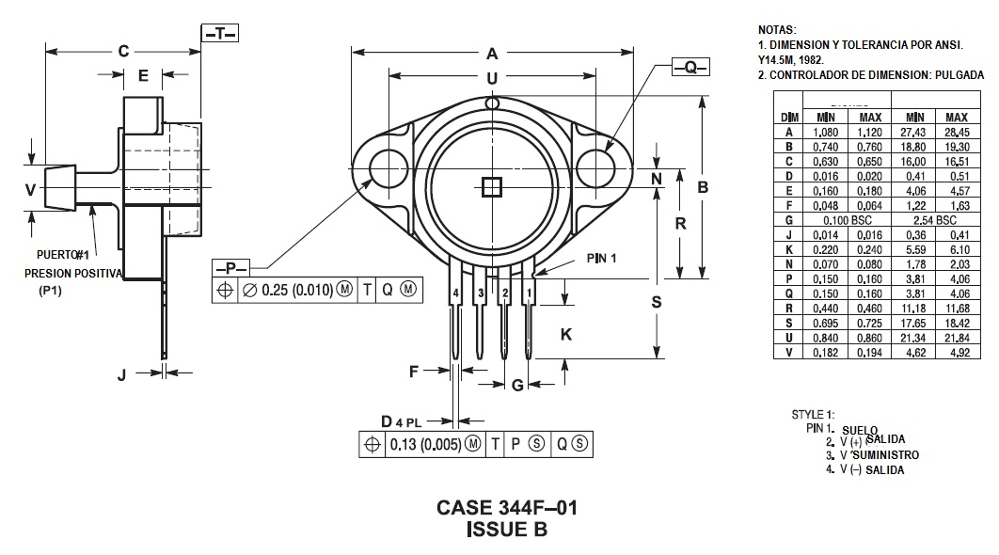 C
–T–
E
V
PUERTO#1
PRESION POSITIVA
(P1)
J
A
U
–Q–
N
B
R
S
K
PIN 1
–P–
Ø 0.25 (0.010) Ⓜ T Q Ⓜ
4 3 2 1
F
G
D 4 PL
0.13 (0.005) Ⓜ T P Ⓢ Q Ⓢ
CASE 344F–01
ISSUE B
NOTAS:
1. DIMENSION Y TOLERANCIA POR ANSI.
Y14.5M, 1982.
2. CONTROLADOR DE DIMENSION: PULGADA
DIM MIN MAX MIN MAX
A 1.080 1.120 27.43 28.45
B 0.740 0.760 18.80 19.30
C 0.630 0.650 16.00 16.51
D 0.016 0.020 0.41 0.51
E 0.160 0.180 4.06 4.57
F 0.048 0.064 1.22 1.63
G 0.100 BSC 2.54 BSC
J 0.014 0.016 0.36 0.41
K 0.220 0.240 5.59 6.10
N 0.070 0.080 1.78 2.03
P 0.150 0.160 3.81 4.06
Q 0.150 0.160 3.81 4.06
R 0.440 0.460 11.18 11.68
S 0.695 0.725 17.65 18.42
U 0.840 0.860 21.34 21.84
V 0.182 0.194 4.62 4.92
STYLE 1:
PIN 1. SUELO
2. V (+) SALIDA
3. V SUMINISTRO
4. V (–) SALIDA